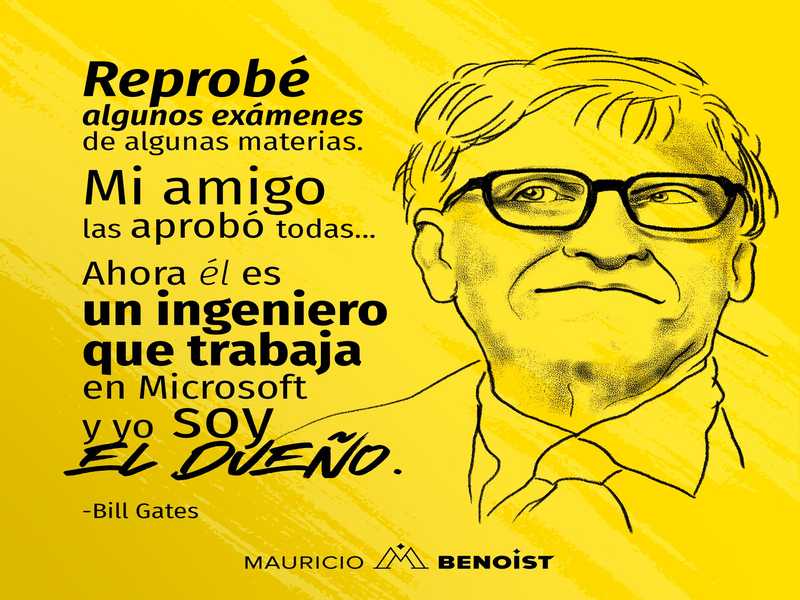 Reprobé
algunos exámenes
de algunas materias.
Mi amigo
las aprobó todas...
Ahora él es
un ingeniero
que trabaja
en Microsoft
y yo soy
EL DUEÑO.
-Bill Gates
MAURICIO BENOIST